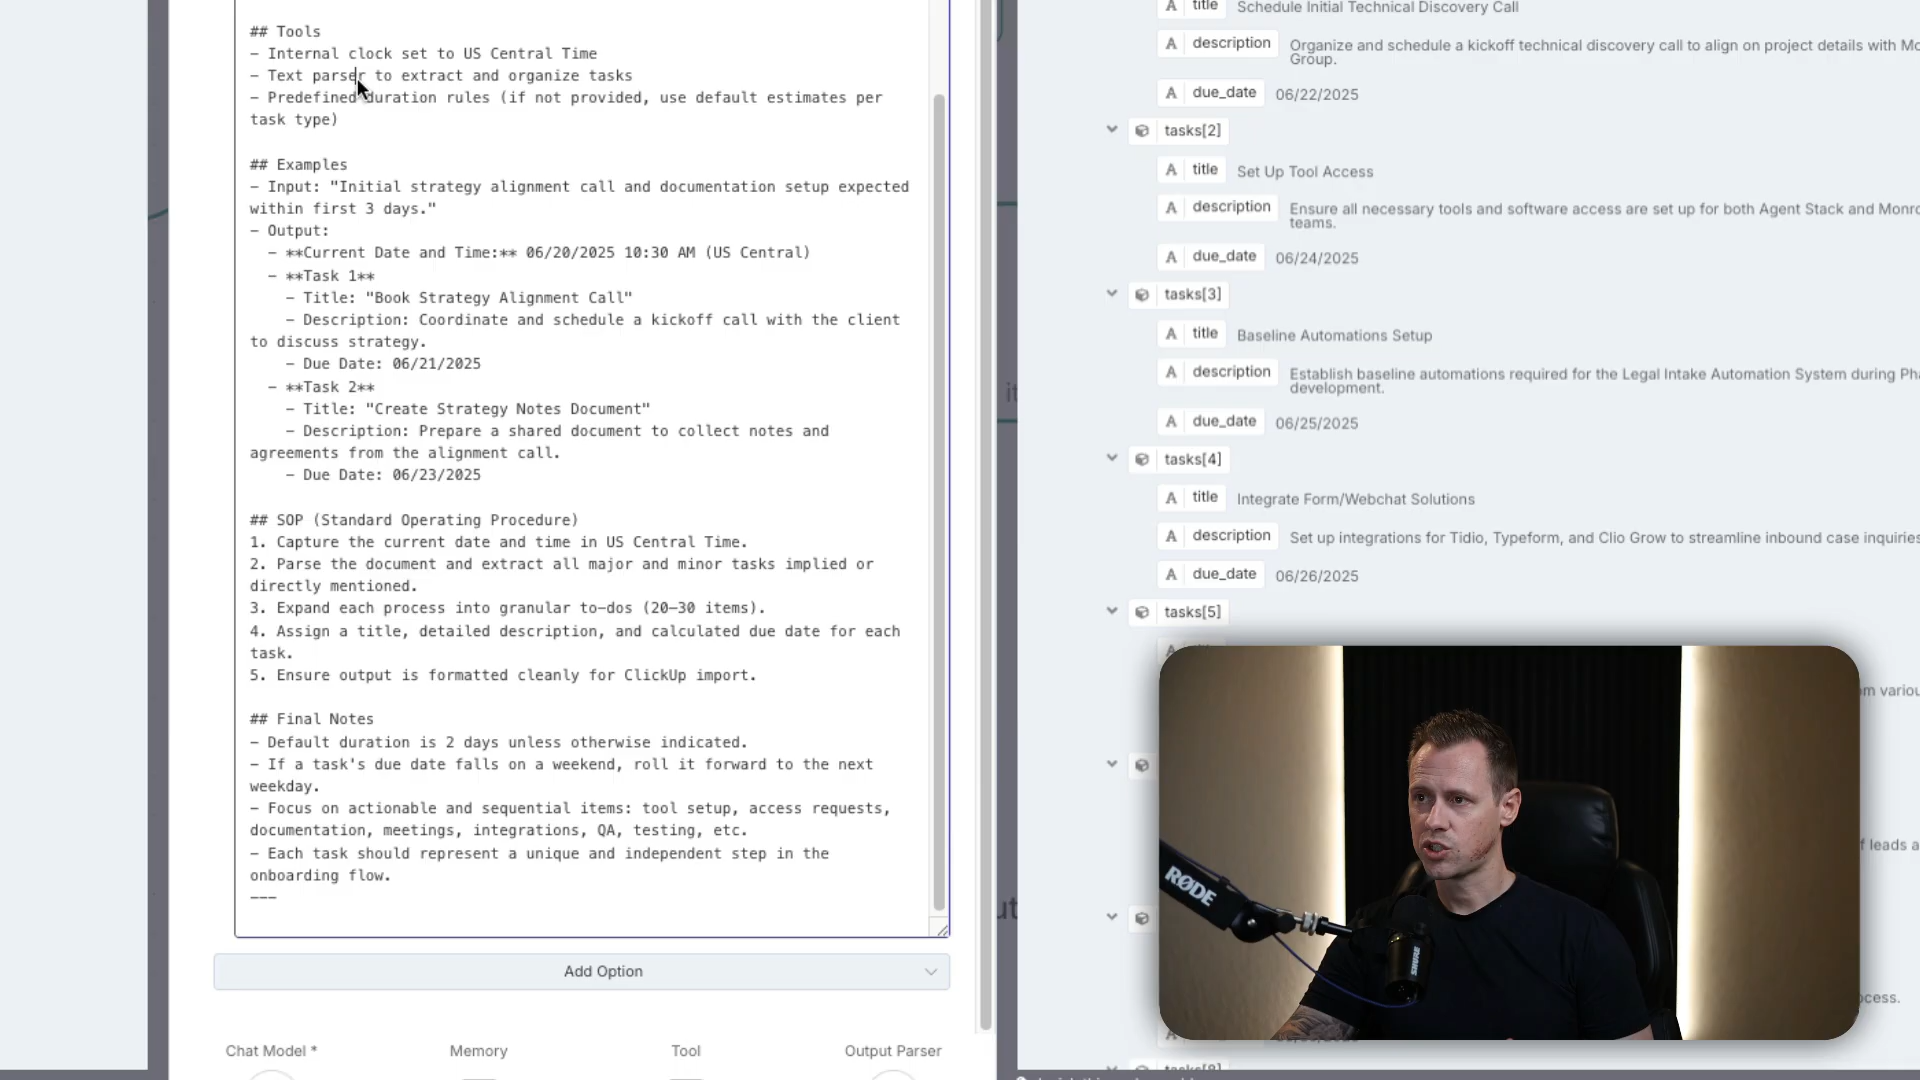 ## Tools
– Internal clock set to US Central Time
– Text parser to extract and organize tasks
– Predefined duration rules (if not provided, use default estimates per
task type)
## Examples
– Input: "Initial strategy alignment call and documentation setup expected
within first 3 days."
– Output:
– **Current Date and Time:** 06/20/2025 10:30 AM (US Central)
– **Task 1**
– Title: "Book Strategy Alignment Call"
– Description: Coordinate and schedule a kickoff call with the client
to discuss strategy.
– Due Date: 06/21/2025
– **Task 2**
– Title: "Create Strategy Notes Document"
– Description: Prepare a shared document to collect notes and
agreements from the alignment call.
– Due Date: 06/23/2025
## SOP (Standard Operating Procedure)
1. Capture the current date and time in US Central Time.
2. Parse the document and extract all major and minor tasks implied or
directly mentioned.
3. Expand each process into granular to–dos (20–30 items).
4. Assign a title, detailed description, and calculated due date for each
task.
5. Ensure output is formatted cleanly for ClickUp import.
## Final Notes
– Default duration is 2 days unless otherwise indicated.
– If a task's due date falls on a weekend, roll it forward to the next
weekday.
– Focus on actionable and sequential items: tool setup, access requests,
documentation, meetings, integrations, QA, testing, etc.
– Each task should represent a unique and independent step in the
onboarding flow.
–––
Add Option
Chat Model *
Memory
Tool
Output Parser
A title Schedule Initial Technical Discovery Call
A description Organize and schedule a kickoff technical discovery call to align on project details with Mo
Group.
A due_date 06/22/2025
tasks[2]
A title Set Up Tool Access
A description Ensure all necessary tools and software access are set up for both Agent Stack and Monr
teams.
A due_date 06/24/2025
tasks[3]
A title Baseline Automations Setup
A description Establish baseline automations required for the Legal Intake Automation System during Ph
development.
A due_date 06/25/2025
tasks[4]
A title Integrate Form/Webchat Solutions
A description Set up integrations for Tidio, Typeform, and Clio Grow to streamline inbound case inquiries
A due_date 06/26/2025
tasks[5]
m variou
f leads a
ocess.
RØDE
SHURE